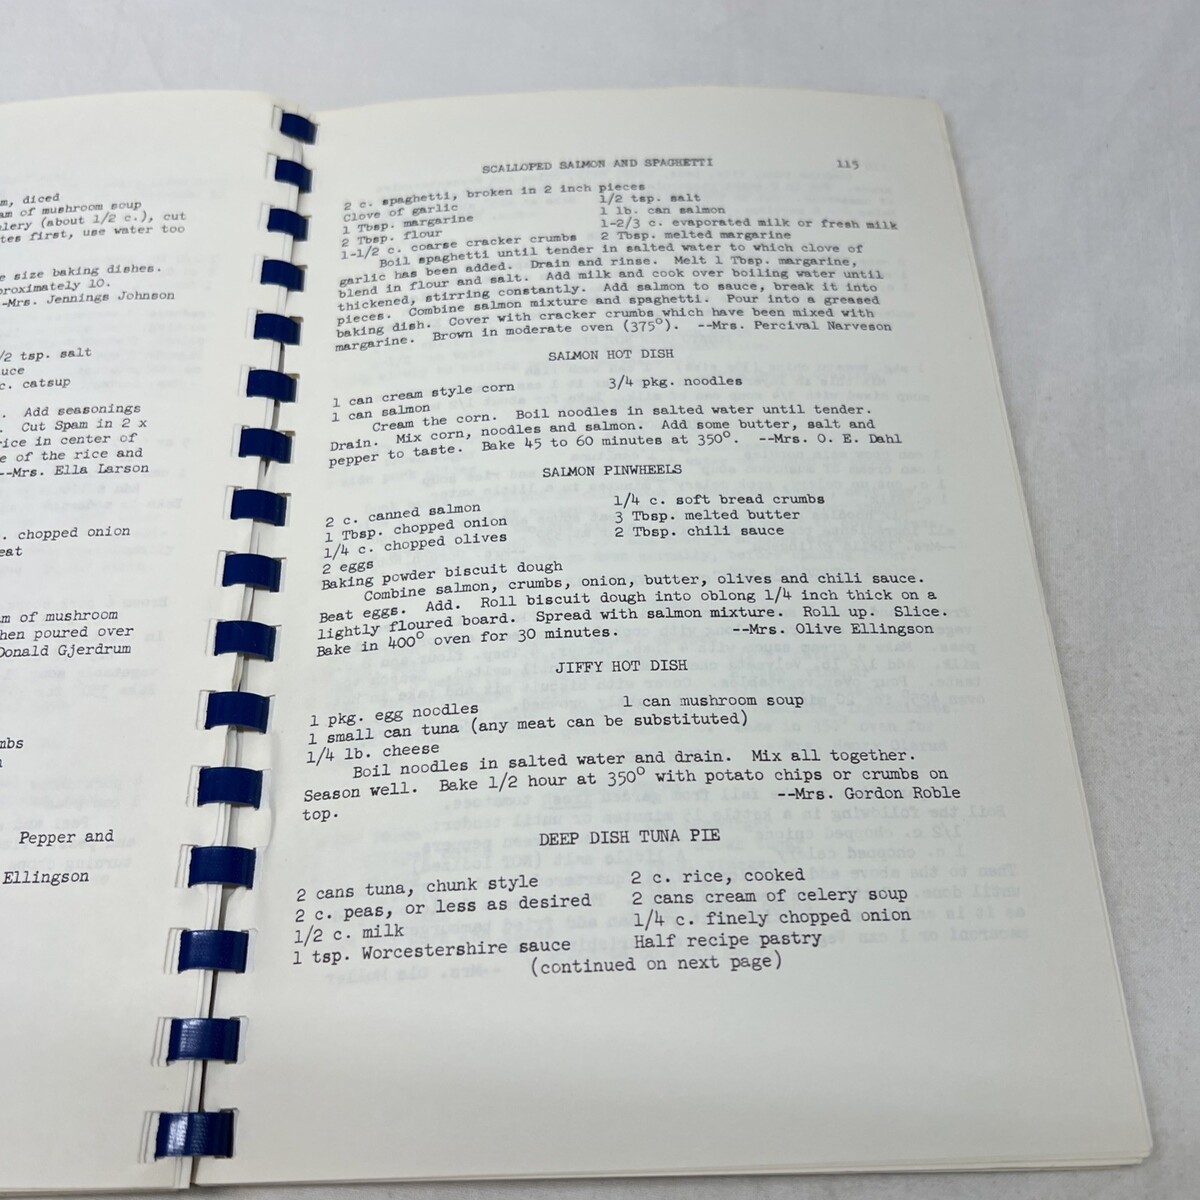 m, diced
am of mushroom soup
lery (about 1/2 c.), cut
tes first, use water too
e size baking dishes.
proximately 10.
--Mrs. Jennings Johnson
/2 tsp. salt
uce
c. catsup
. Add seasonings
. Cut Spam in 2 x
rice in center of
e of the rice and
--Mrs. Ella Larson
. chopped onion
eat
m of mushroom
hen poured over
Donald Gjerdrum
mbs
Pepper and
Ellingson
SCALLOPED SALMON AND SPAGHETTI 115
2 c. spaghetti, broken in 2 inch pieces
Clove of garlic 1/2 tsp. salt
1 Tbsp. margarine 1 lb. can salmon
2 Tbsp. flour 1-2/3 c. evaporated milk or fresh milk
1-1/2 c. coarse cracker crumbs 2 Tbsp. melted margarine
Boil spaghetti until tender in salted water to which clove of
garlic has been added. Drain and rinse. Melt 1 Tbsp. margarine,
blend in flour and salt. Add milk and cook over boiling water until
thickened, stirring constantly. Add salmon to sauce, break it into
pieces. Combine salmon mixture and spaghetti. Pour into a greased
baking dish. Cover with cracker crumbs which have been mixed with
margarine. Brown in moderate oven (375°). --Mrs. Percival Narveson
SALMON HOT DISH
1 can cream style corn 3/4 pkg. noodles
1 can salmon
Cream the corn. Boil noodles in salted water until tender.
Drain. Mix corn, noodles and salmon. Add some butter, salt and
pepper to taste. Bake 45 to 60 minutes at 350°. --Mrs. O. E. Dahl
SALMON PINWHEELS
2 c. canned salmon 1/4 c. soft bread crumbs
1 Tbsp. chopped onion 3 Tbsp. melted butter
1/4 c. chopped olives 2 Tbsp. chili sauce
2 eggs
Baking powder biscuit dough
Combine salmon, crumbs, onion, butter, olives and chili sauce.
Beat eggs. Add. Roll biscuit dough into oblong 1/4 inch thick on a
lightly floured board. Spread with salmon mixture. Roll up. Slice.
Bake in 400° oven for 30 minutes. --Mrs. Olive Ellingson
JIFFY HOT DISH
1 pkg. egg noodles 1 can mushroom soup
1 small can tuna (any meat can be substituted)
1/4 lb. cheese
Boil noodles in salted water and drain. Mix all together.
Season well. Bake 1/2 hour at 350° with potato chips or crumbs on
top. --Mrs. Gordon Roble
DEEP DISH TUNA PIE
2 cans tuna, chunk style 2 c. rice, cooked
2 c. peas, or less as desired 2 cans cream of celery soup
1/2 c. milk 1/4 c. finely chopped onion
1 tsp. Worcestershire sauce Half recipe pastry
(continued on next page)